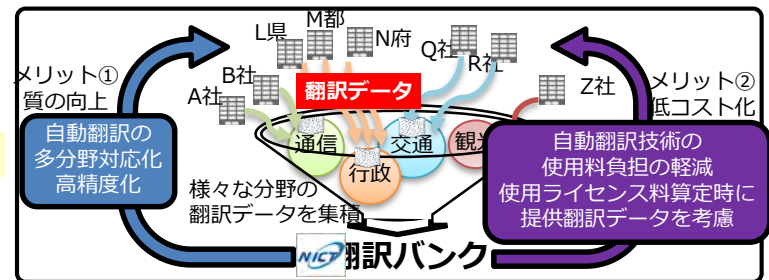 L県
M都
N府
Q社
R社
A社
B社
Z社
メリット①
質の向上
自動翻訳の
多分野対応化
高精度化
翻訳データ
通信
行政
交通
観
様々な分野の
翻訳データを集積
メリット②
低コスト化
自動翻訳技術の
使用料負担の軽減
使用ライセンス料算定時に
提供翻訳データを考慮
NICT
翻訳バンク